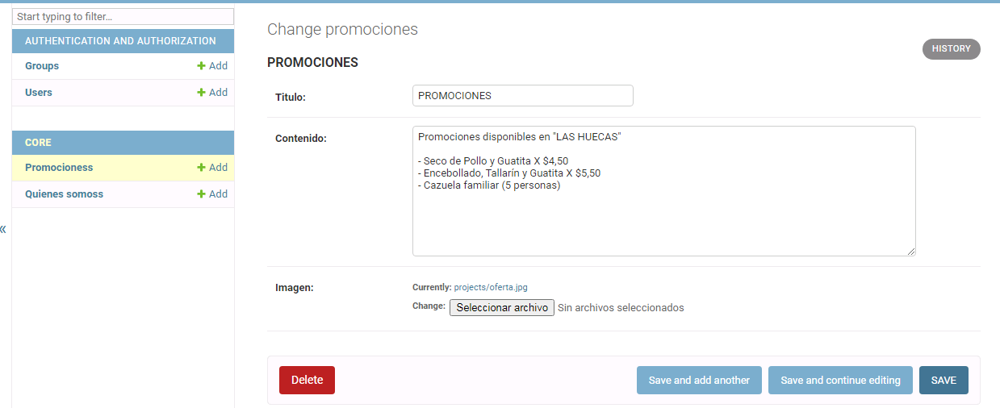 Start typing to filter...
AUTHENTICATION AND AUTHORIZATION
Groups + Add
Users + Add
CORE
Promocioness + Add
Quienes somoss + Add
«
Change promociones
HISTORY
PROMOCIONES
Titulo: PROMOCIONES
Contenido: Promociones disponibles en "LAS HUECAS"
- Seco de Pollo y Guatita X $4,50
- Encebollado, Tallarín y Guatita X $5,50
- Cazuela familiar (5 personas)
Imagen: Currently: projects/oferta.jpg
Change: Seleccionar archivo Sin archivos seleccionados
Delete Save and add another Save and continue editing SAVE